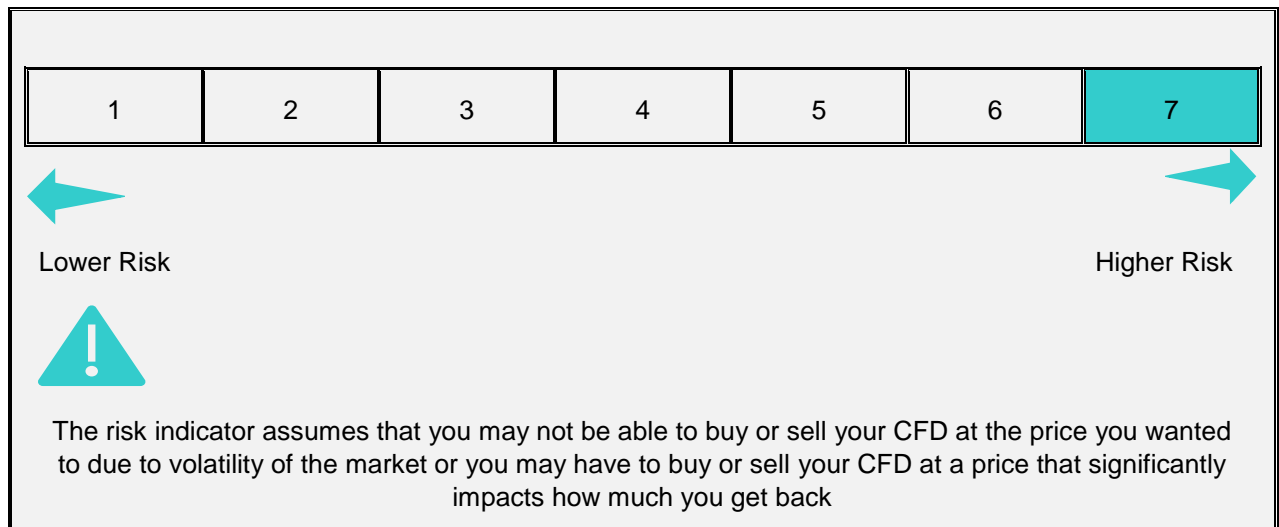 1 2 3 4 5 6 7
Lower Risk Higher Risk
The risk indicator assumes that you may not be able to buy or sell your CFD at the price you wanted
to due to volatility of the market or you may have to buy or sell your CFD at a price that significantly
impacts how much you get back